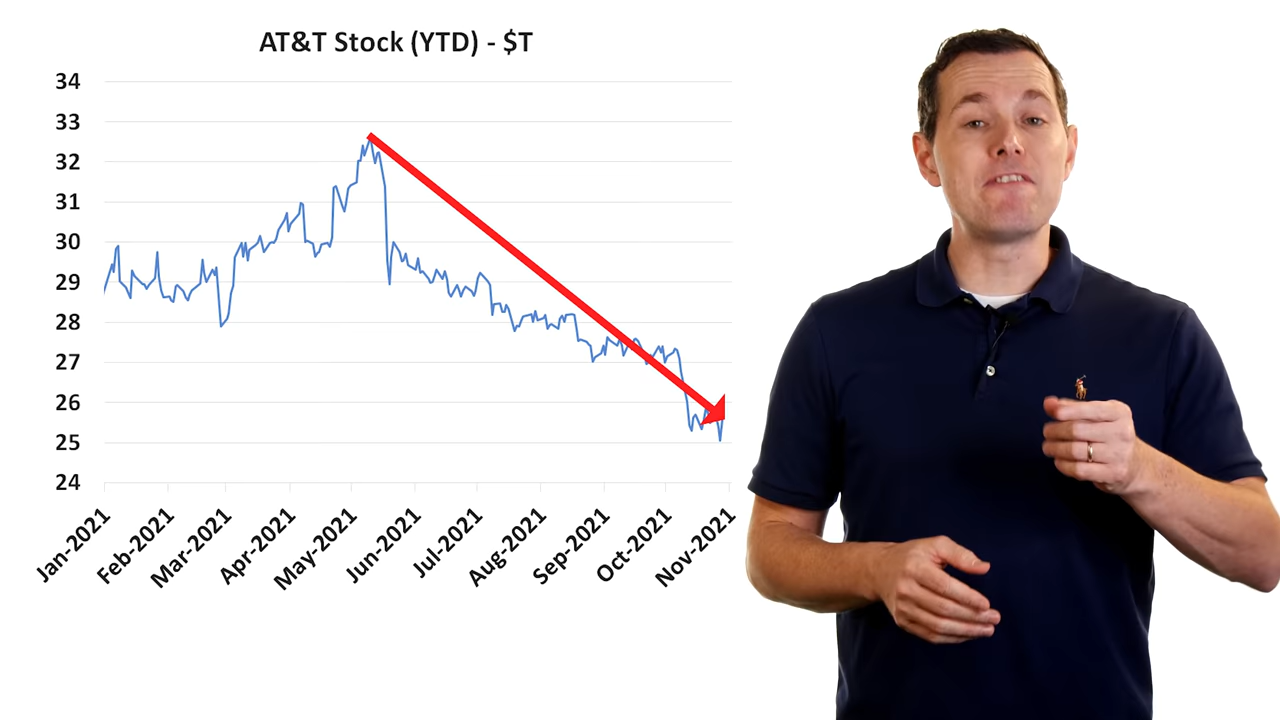 AT&T Stock (YTD) - $T
34
33
32
31
30
29
28
27
26
25
24
Jan-2021
Feb-2021
Mar-2021
Apr-2021
May-2021
Jun-2021
Jul-2021
Aug-2021
Sep-2021
Oct-2021
Nov-2021